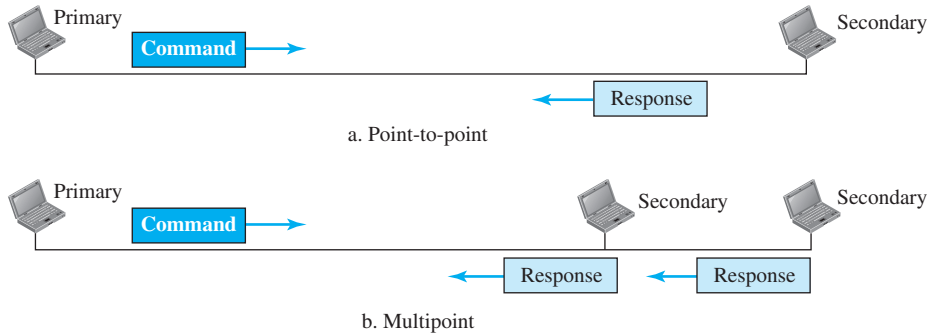 Primary
Secondary
Command
Response
a. Point-to-point
Primary
Secondary
Secondary
Command
Response
Response
b. Multipoint